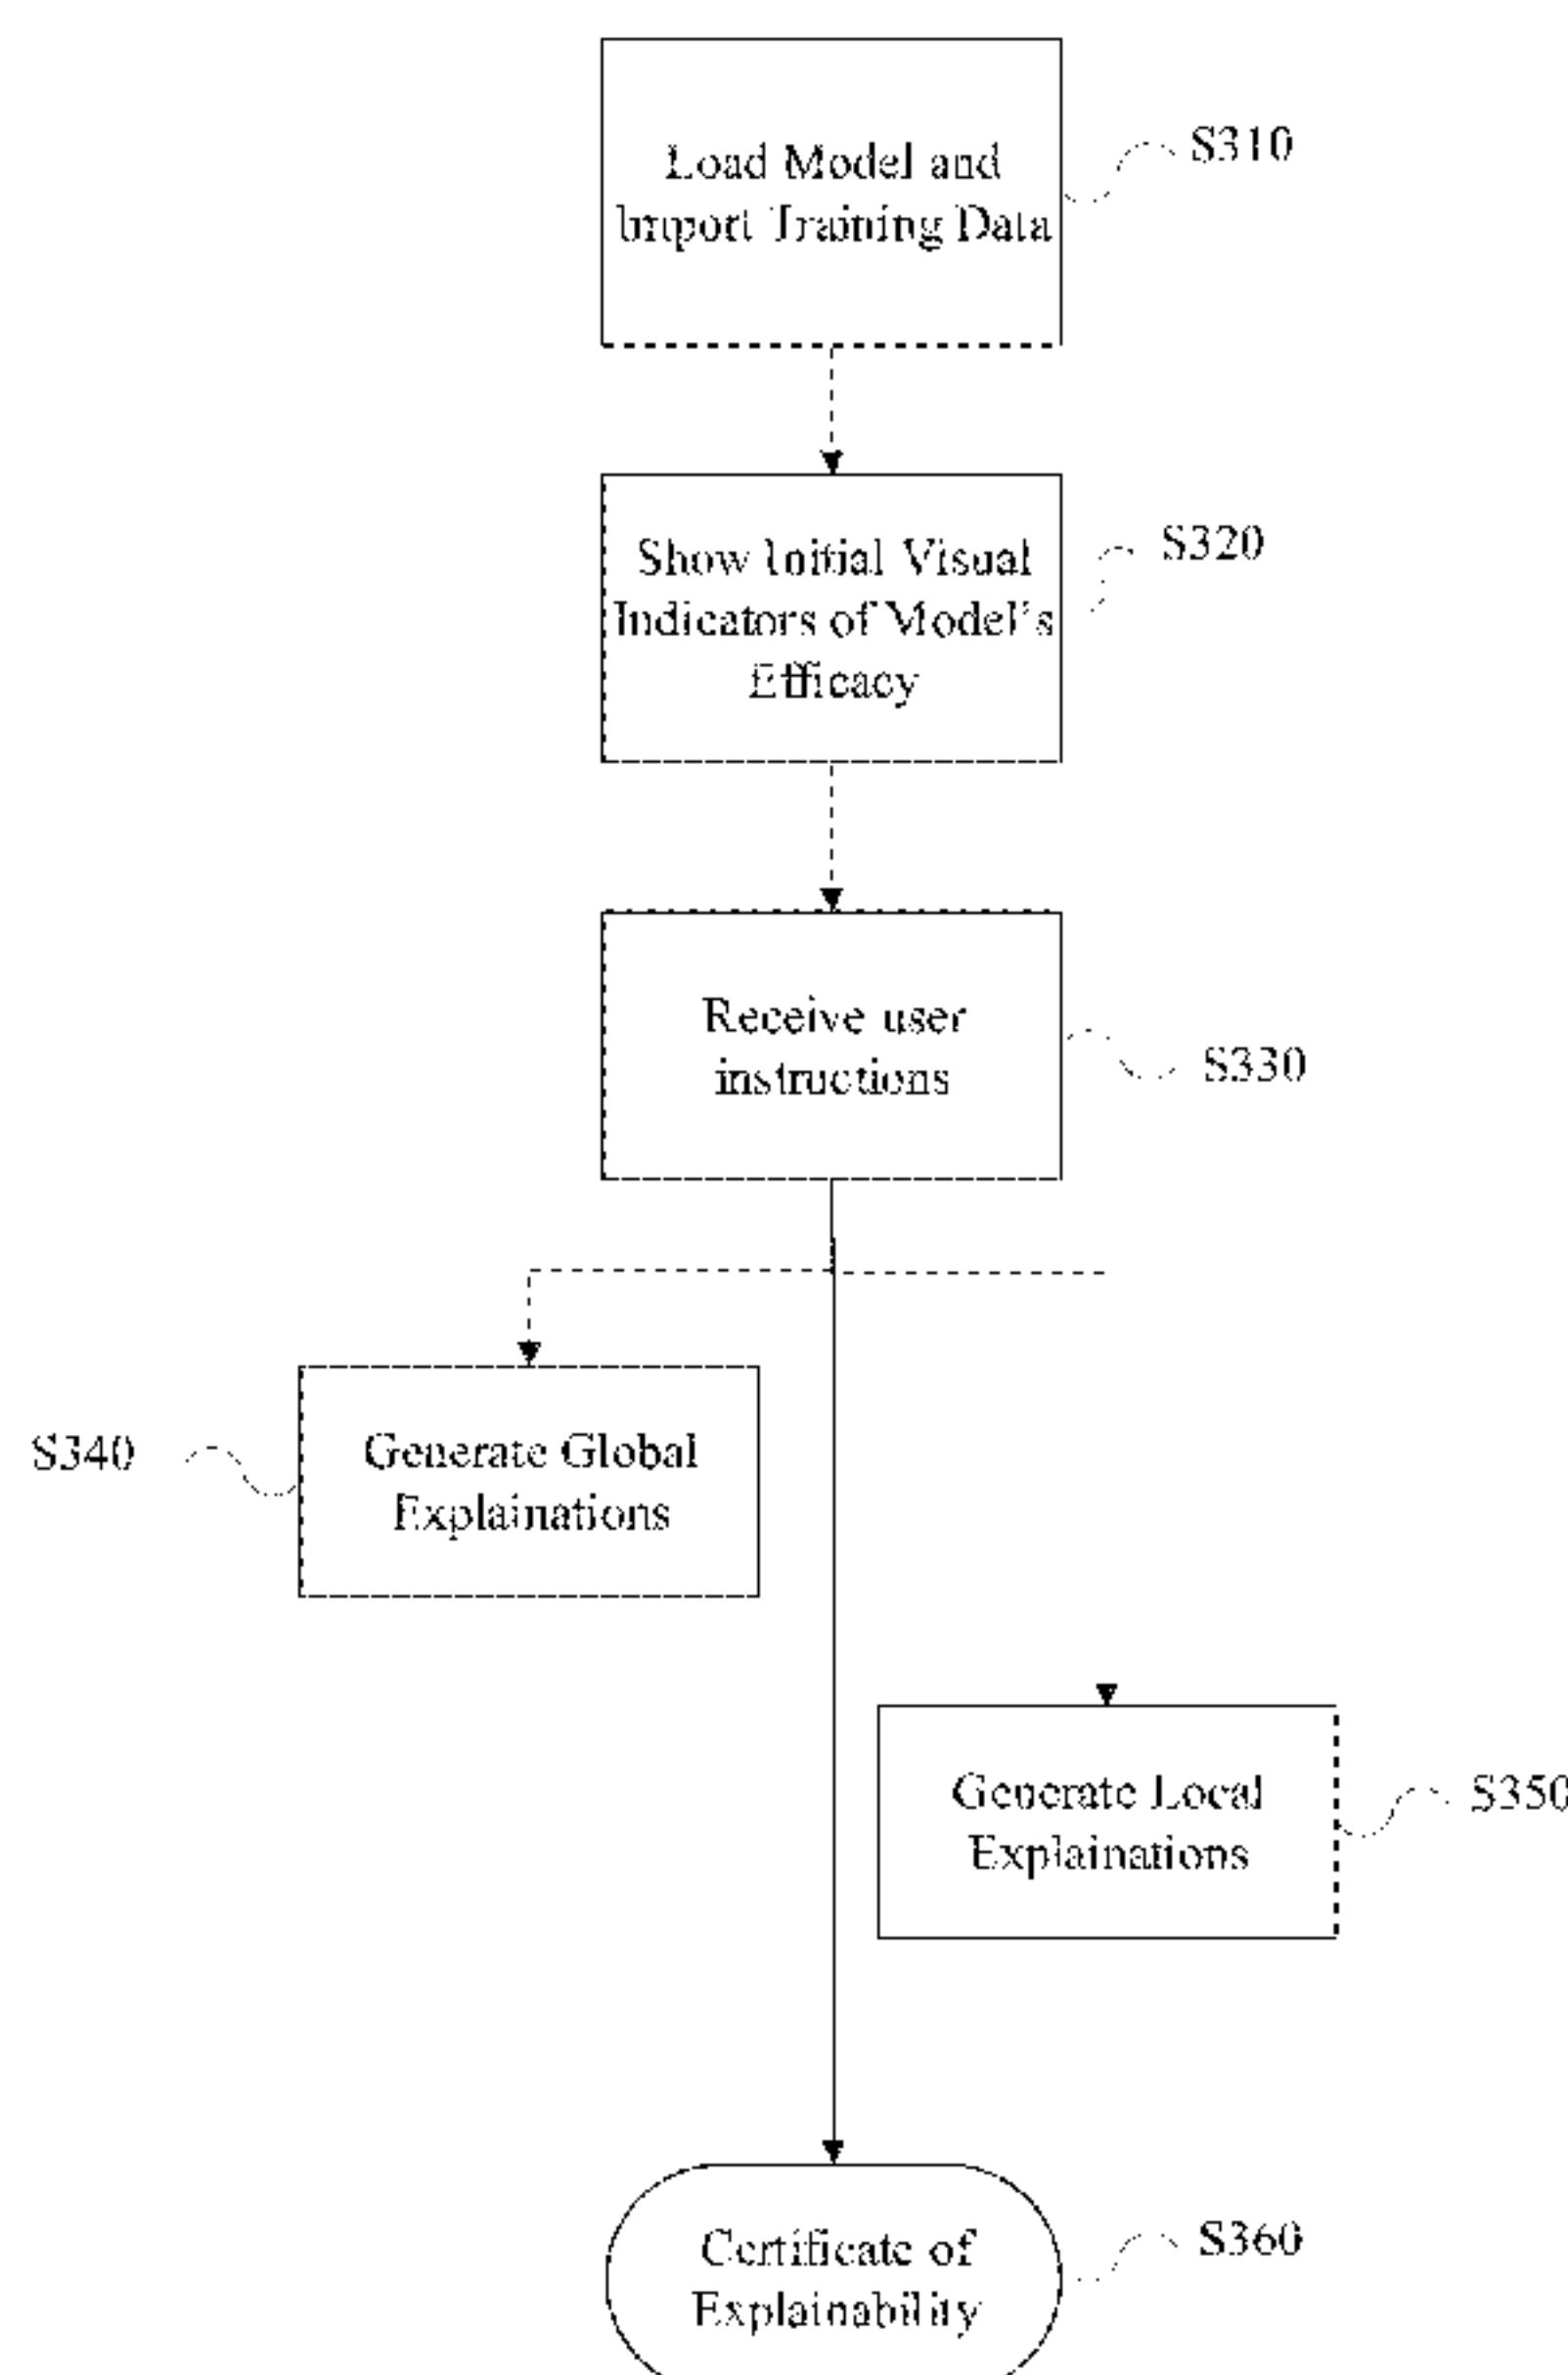 Load Model and
Import Training Data
S310
Show Initial Visual
Indicators of Model's
Efficacy
S320
Receive user
instructions
S330
S340
Generate Global
Explainations
Generate Local
Explainations
S350
Certificate of
Explainability
S360